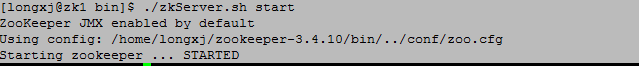 [longxj@zk1 bin]$ ./zkServer.sh start
ZooKeeper JMX enabled by default
Using config: /home/longxj/zookeeper-3.4.10/bin/../conf/zoo.cfg
Starting zookeeper ... STARTED